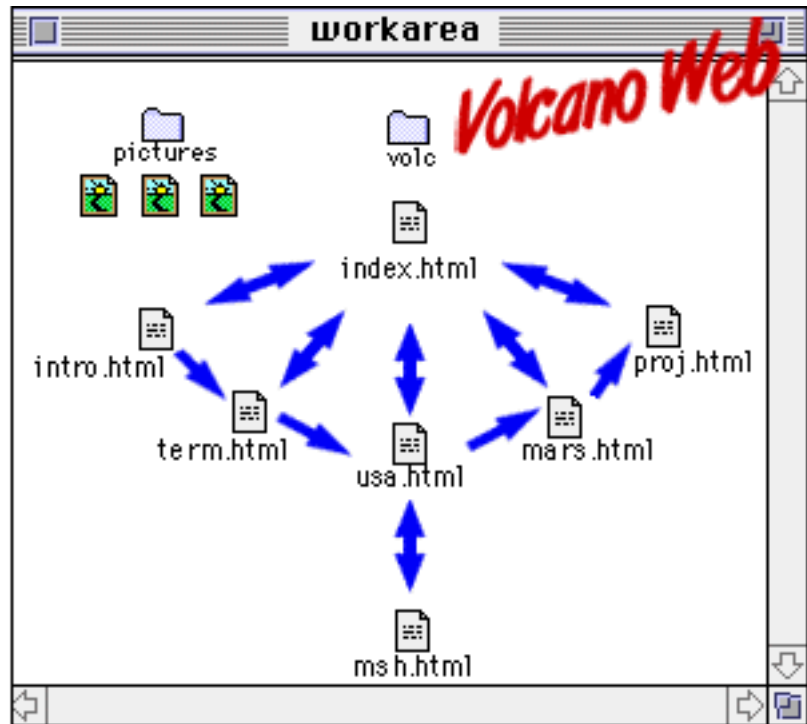 workarea
Volcano Web
pictures
volc
index.html
intro.html
proj.html
term.html
usa.html
mars.html
msh.html